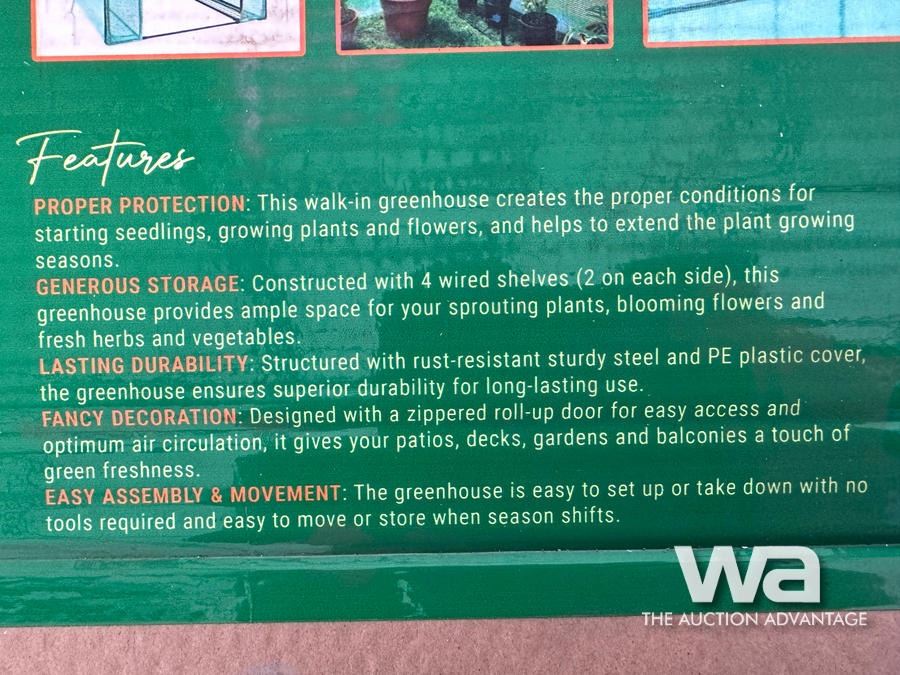 Features
PROPER PROTECTION: This walk-in greenhouse creates the proper conditions for
starting seedlings, growing plants and flowers, and helps to extend the plant growing
seasons.
GENEROUS STORAGE: Constructed with 4 wired shelves (2 on each side), this
greenhouse provides ample space for your sprouting plants, blooming flowers and
fresh herbs and vegetables.
LASTING DURABILITY: Structured with rust-resistant sturdy steel and PE plastic cover,
the greenhouse ensures superior durability for long-lasting use.
FANCY DECORATION: Designed with a zippered roll-up door for easy access and
optimum air circulation, it gives your patios, decks, gardens and balconies a touch of
green freshness.
EASY ASSEMBLY & MOVEMENT: The greenhouse is easy to set up or take down with no
tools required and easy to move or store when season shifts.
wa
THE AUCTION ADVANTAGE